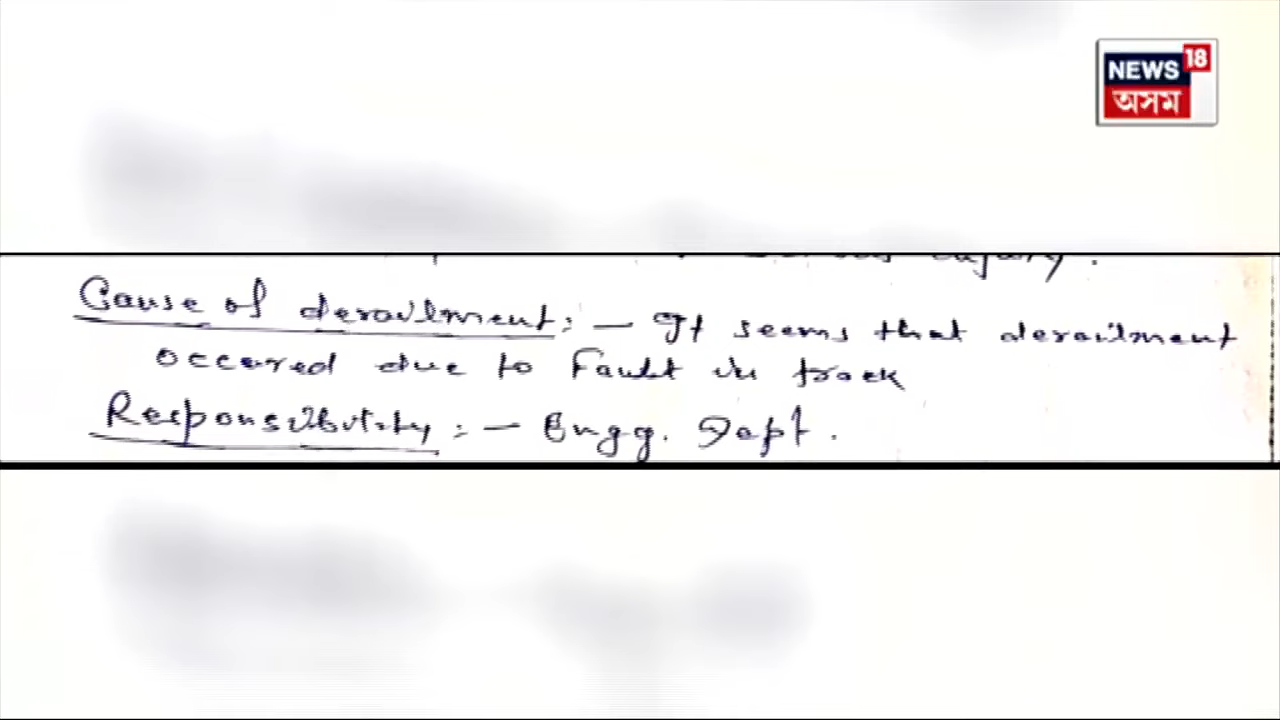 NEWS 18
অসম
injury.
Cause of derailment: — It seems that derailment
occured due to Fault in track
Responsibility: — Engg. Dept.